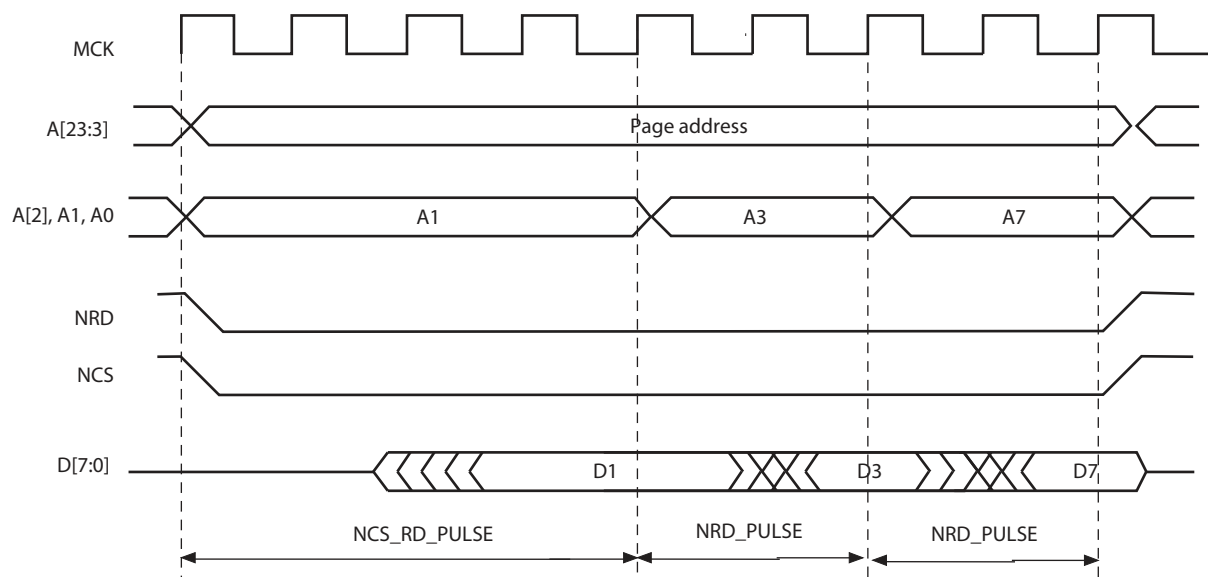 MCK
A[23:3]
Page address
A[2], A1, A0
A1
A3
A7
NRD
NCS
D[7:0]
D1
D3
D7
NCS_RD_PULSE
NRD_PULSE
NRD_PULSE